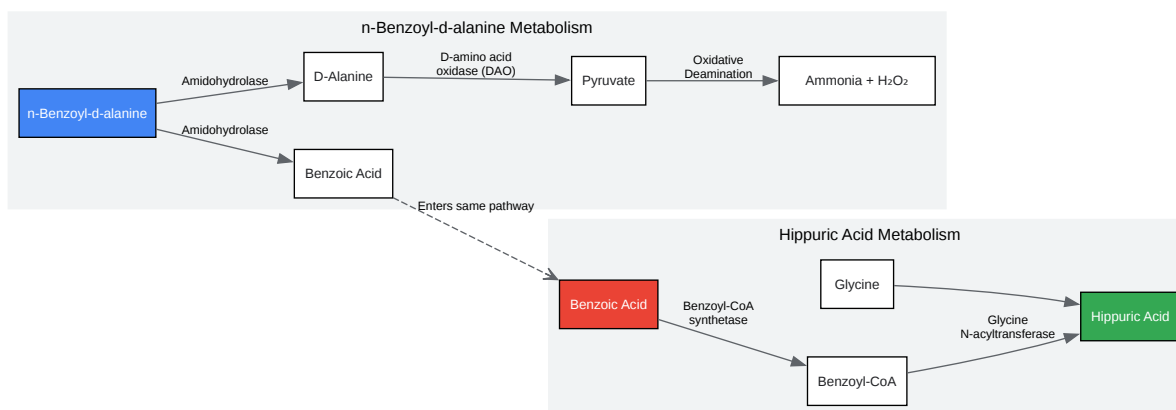 n-Benzoyl-d-alanine Metabolism
n-Benzoyl-d-alanine
Amidohydrolase
D-Alanine
D-amino acid
oxidase (DAO)
Pyruvate
Oxidative
Deamination
Ammonia + H₂O₂
Amidohydrolase
Benzoic Acid
Enters same pathway
Hippuric Acid Metabolism
Benzoic Acid
Benzoyl-CoA
synthetase
Glycine
Benzoyl-CoA
Glycine
N-acyltransferase
Hippuric Acid